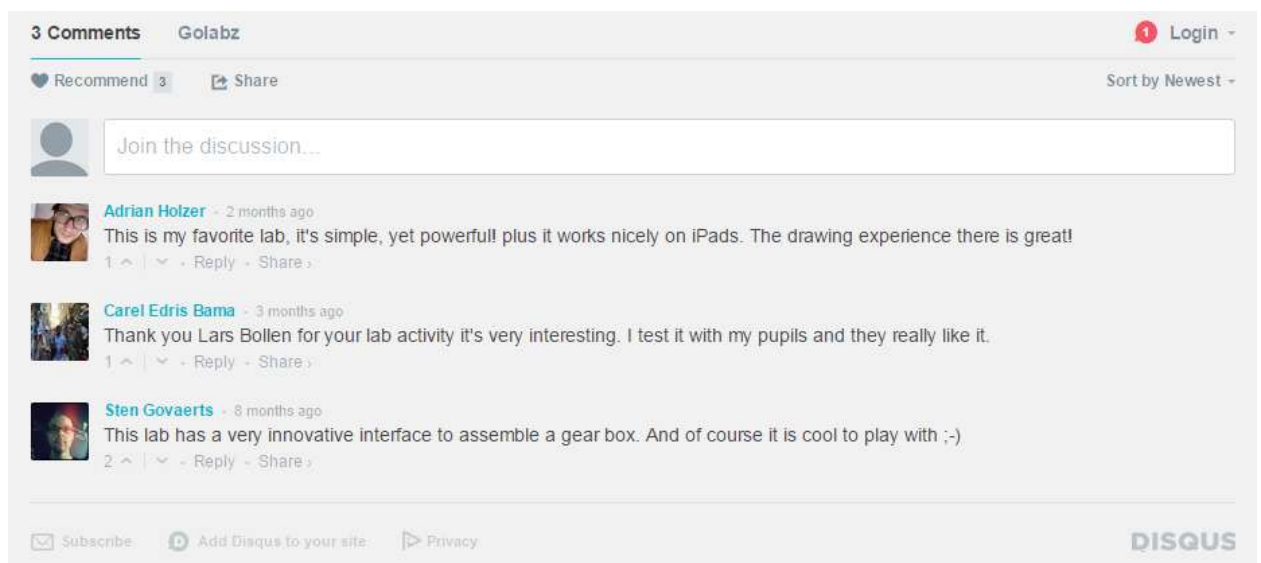 3 Comments Golabz 1 Login
Recommend 3 Share Sort by Newest
Join the discussion...
Adrian Holzer - 2 months ago
This is my favorite lab, it's simple, yet powerful! plus it works nicely on iPads. The drawing experience there is great!
1 Reply Share ›
Carel Edris Bama - 3 months ago
Thank you Lars Bollen for your lab activity it's very interesting. I test it with my pupils and they really like it.
1 Reply Share ›
Sten Govaerts - 8 months ago
This lab has a very innovative interface to assemble a gear box. And of course it is cool to play with ;-)
2 Reply Share ›
Subscribe Add Disqus to your site Privacy DISQUS